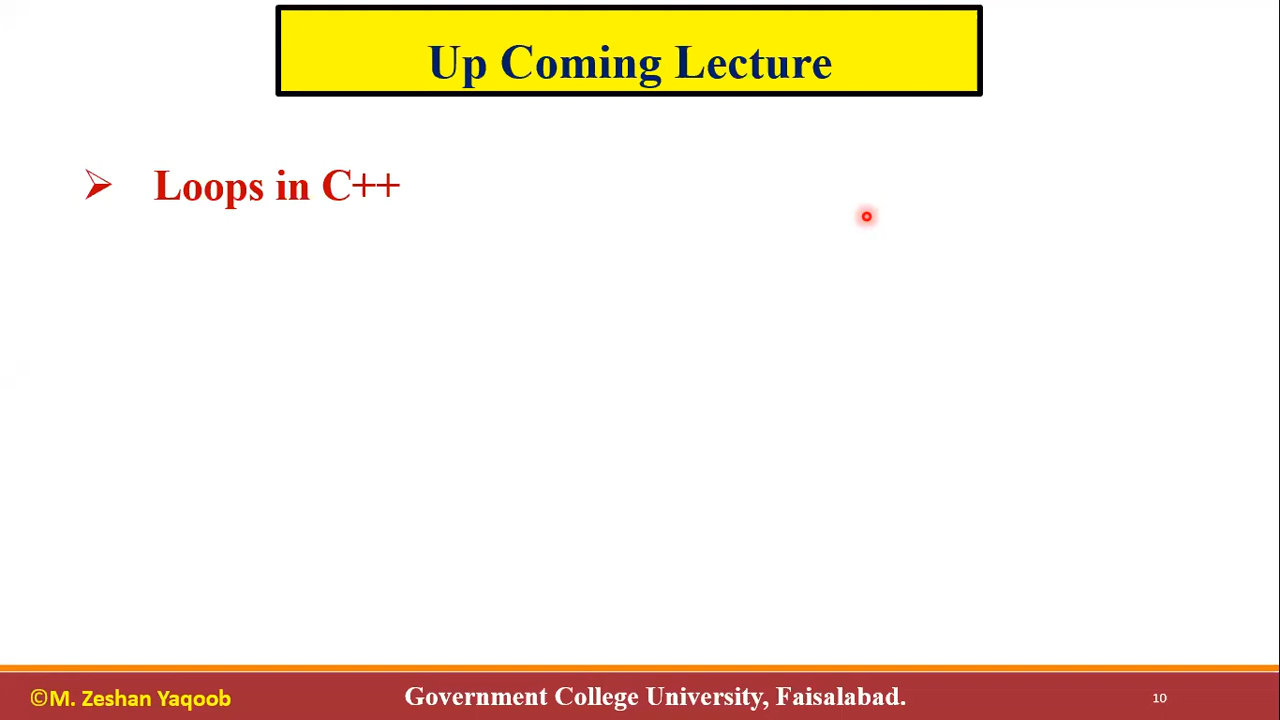 Up Coming Lecture
Loops in C++
©M. Zeshan Yaqoob
Government College University, Faisalabad.
10